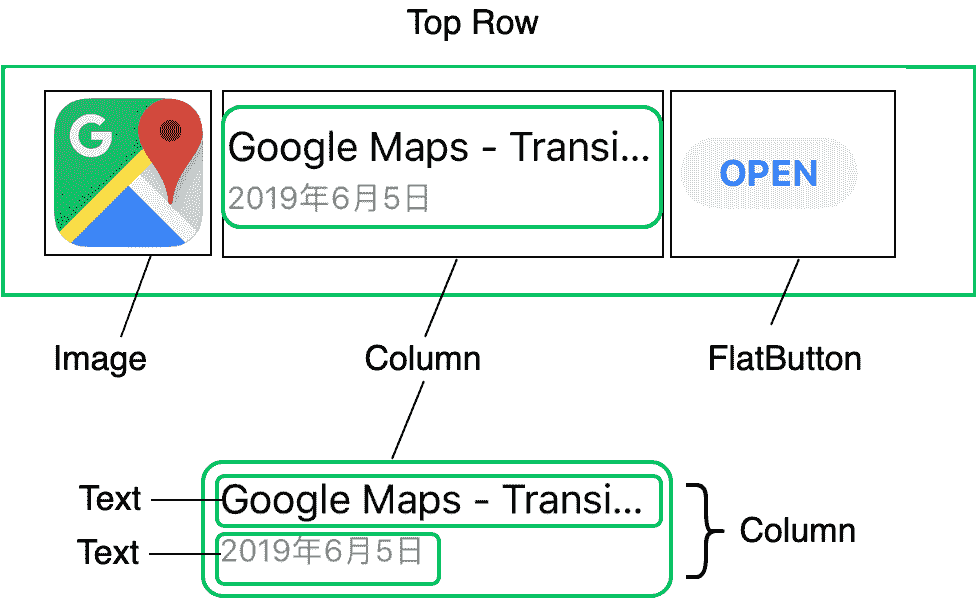 Top Row
G
Google Maps - Transi...
2019年6月5日
OPEN
Image
Column
FlatButton
Text
Google Maps - Transi...
Text
2019年6月5日
Column